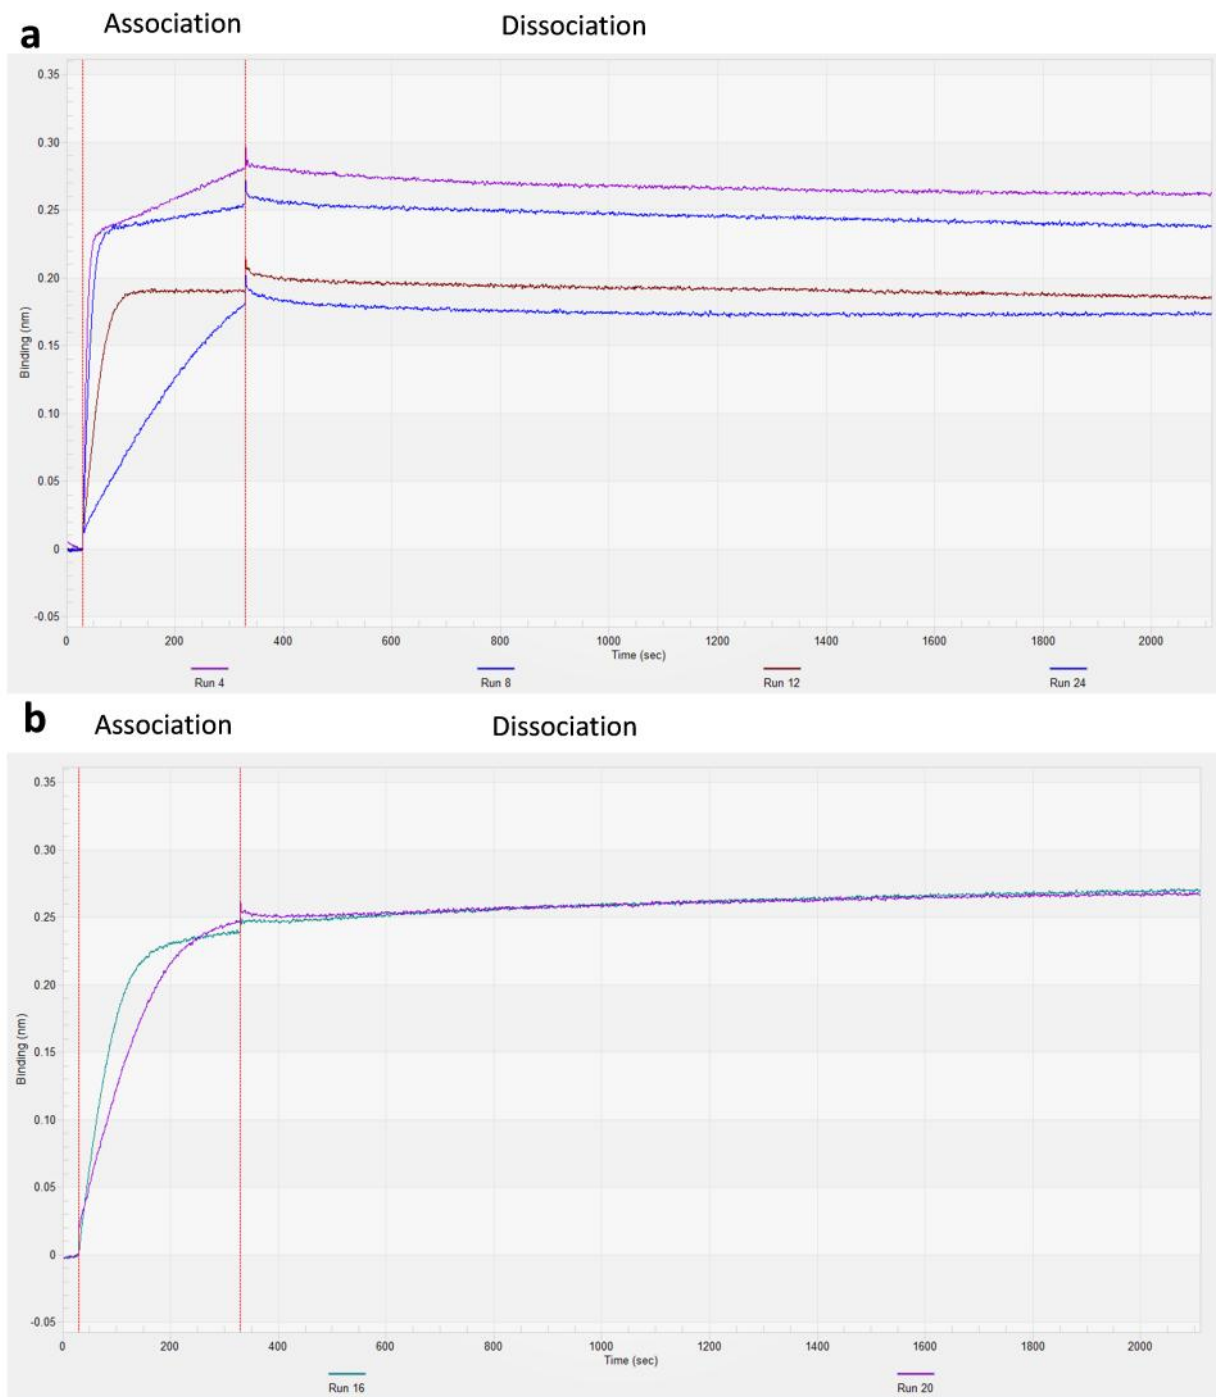 a
Association Dissociation
0.35
0.30
0.25
0.20
0.15
0.10
0.05
0
-0.05
Binding (nm)
0 200 400 600 800 1000 1200 1400 1600 1800 2000
Time (sec)
Run 4 Run 8 Run 12 Run 24
b
Association Dissociation
0.35
0.30
0.25
0.20
0.15
0.10
0.05
0
-0.05
Binding (nm)
0 200 400 600 800 1000 1200 1400 1600 1800 2000
Time (sec)
Run 16 Run 20